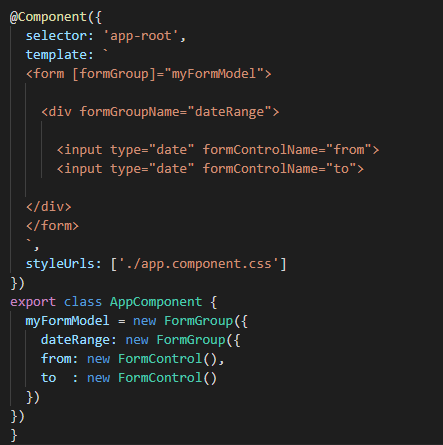 @Component({
  selector: 'app-root',
  template: `
  <form [formGroup]="myFormModel">

    <div formGroupName="dateRange">

      <input type="date" formControlName="from">
      <input type="date" formControlName="to">

  </div>
  </form>
  `,
  styleUrls: ['./app.component.css']
})
export class AppComponent {
  myFormModel = new FormGroup({
    dateRange: new FormGroup({
    from: new FormControl(),
    to  : new FormControl()
  })
})
}